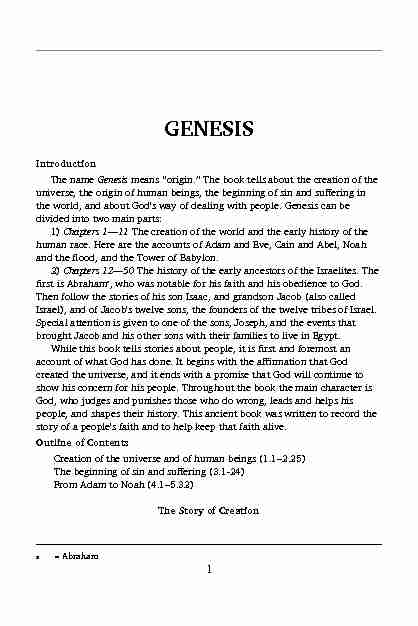 GENESIS
Introduction
The name Genesis means "origin." The book tells about the creation of the
universe, the origin of human beings, the beginning of sin and suffering in
the world, and about God's way of dealing with people. Genesis can be
divided into two main parts:
1) Chapters 1—11 The creation of the world and the early history of the
human race. Here are the accounts of Adam and Eve, Cain and Abel, Noah
and the flood, and the Tower of Babylon.
2) Chapters 12—50 The history of the early ancestors of the Israelites. The
first is Abraham*, who was notable for his faith and his obedience to God.
Then follow the stories of his son Isaac, and grandson Jacob (also called
Israel), and of Jacob's twelve sons, the founders of the twelve tribes of Israel.
Special attention is given to one of the sons, Joseph, and the events that
brought Jacob and his other sons with their families to live in Egypt.
While this book tells stories about people, it is first and foremost an
account of what God has done. It begins with the affirmation that God
created the universe, and it ends with a promise that God will continue to
show his concern for his people. Throughout the book the main character is
God, who judges and punishes those who do wrong, leads and helps his
people, and shapes their history. This ancient book was written to record the
story of a people's faith and to help keep that faith alive.
Outline of Contents
Creation of the universe and of human beings (1.1–2.25)
The beginning of sin and suffering (3.1-24)
From Adam to Noah (4.1–5.32)
The Story of Creation
* = Abraham
1